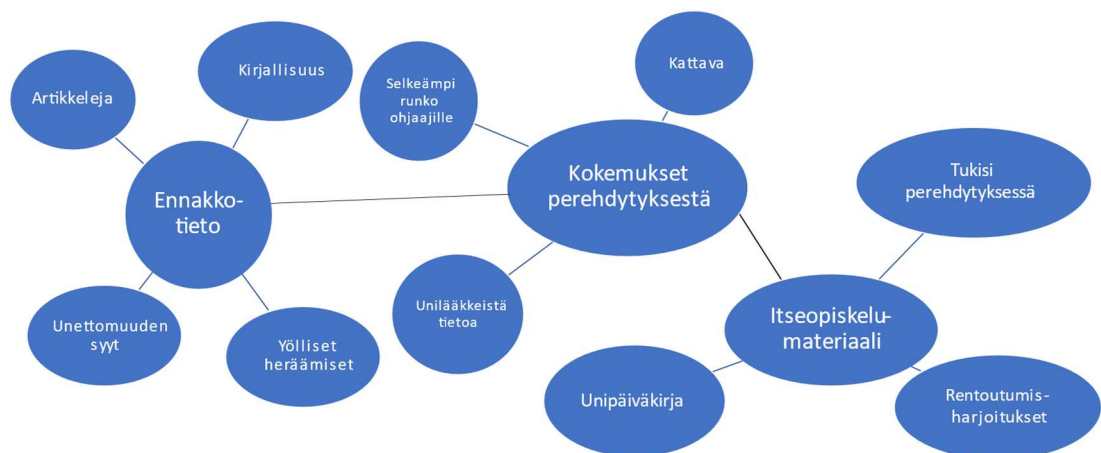 Artikkeleja
Kirjallisuus
Ennakko-
tieto
Unettomuuden
syyt
Yölliset
heräämiset
Selkeämpi
runko
ohjaajille
Kattava
Kokemukset
perehdytyksestä
Unilääkkeistä
tietoa
Tukisi
perehdytyksessä
Itseopiskelu-
materiaali
Unipäiväkirja
Rentoutumis-
harjoitukset